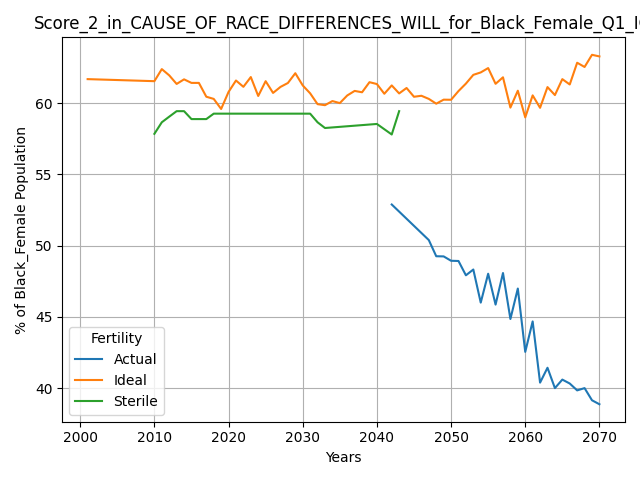 Score_2_in_CAUSE_OF_RACE_DIFFERENCES_WILL_for_Black_Female_Q1_I
% of Black_Female Population
60
55
50
45
40
Fertility
Actual
Ideal
Sterile
2000 2010 2020 2030 2040 2050 2060 2070
Years